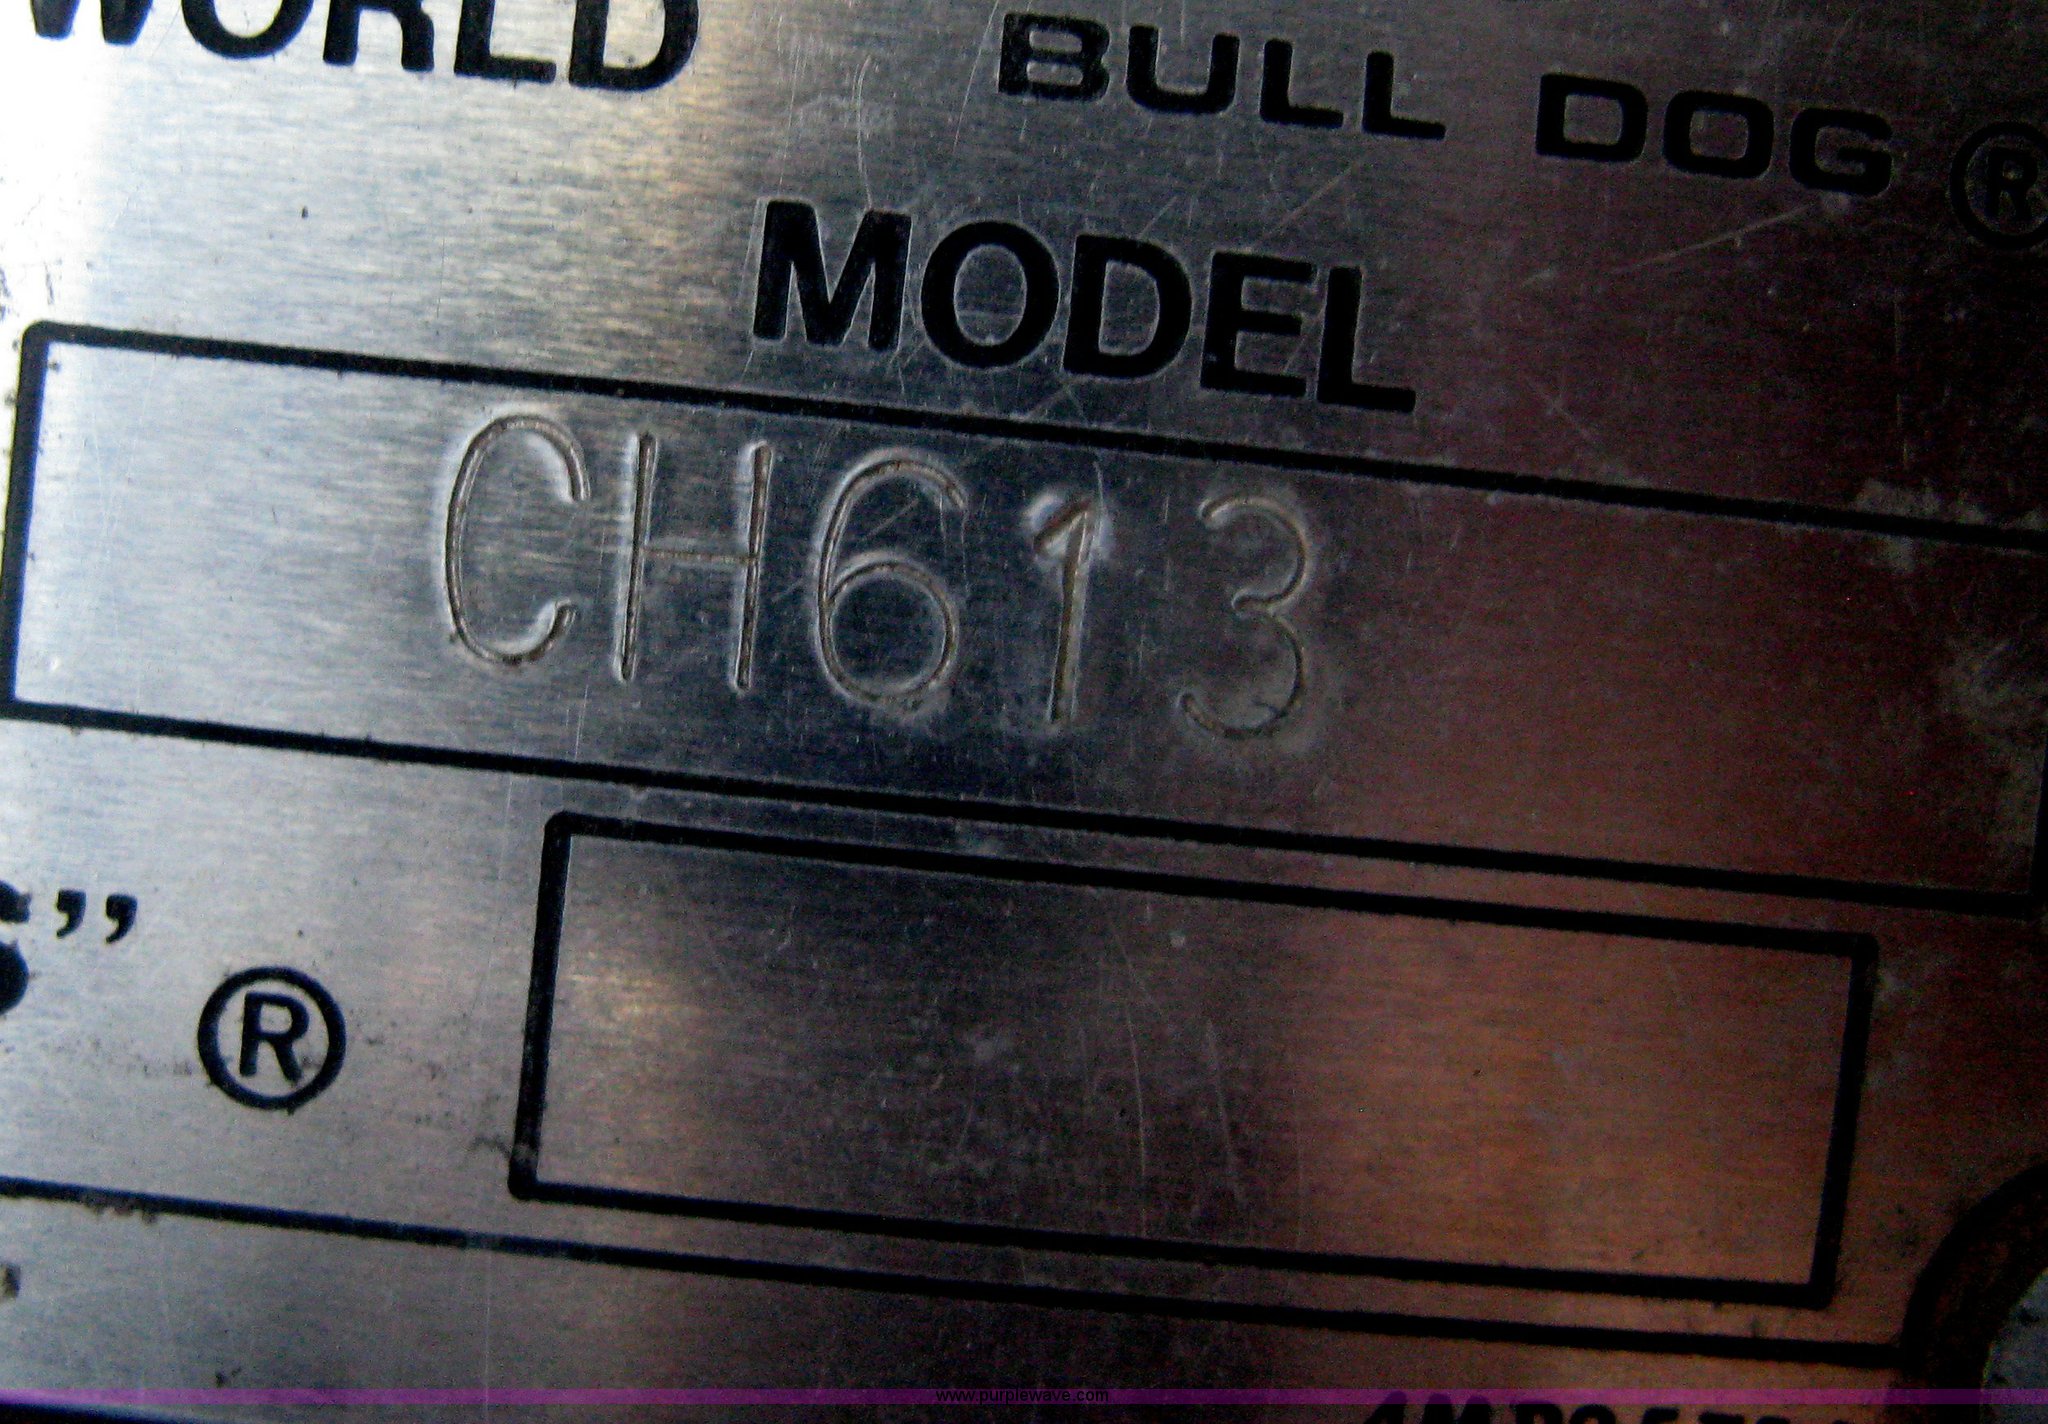 WORLD BULL DOG ®
MODEL
CH613
S” ®
www.purplewave.com